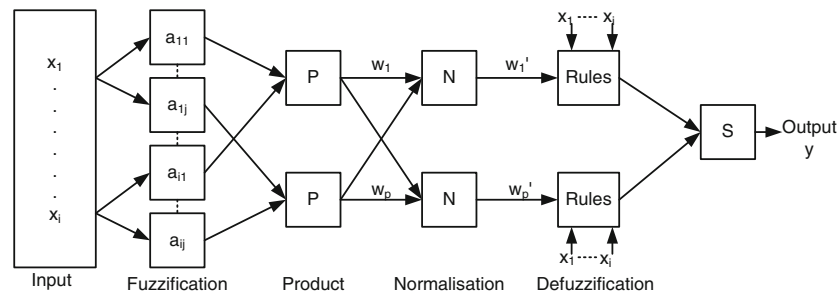 x1
.
.
.
.
.
.
xi
Input
a11
a1j
ai1
aij
Fuzzification
P
P
Product
w1
wp
N
N
Normalisation
w1'
wp'
x1 ---- xi
Rules
Rules
x1 ---- xi
Defuzzification
S
Output
y